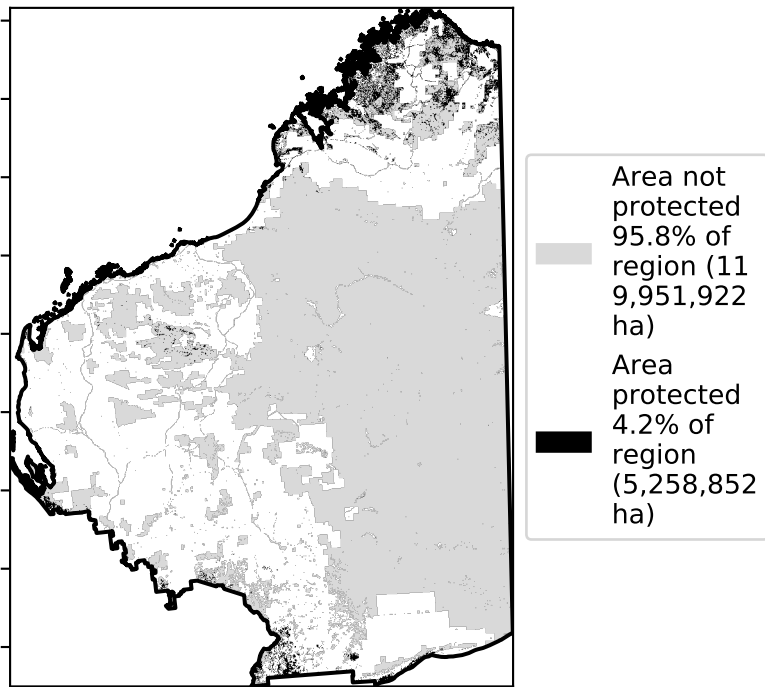 Area not
protected
95.8% of
region (11
9,951,922
ha)
Area
protected
4.2% of
region
(5,258,852
ha)